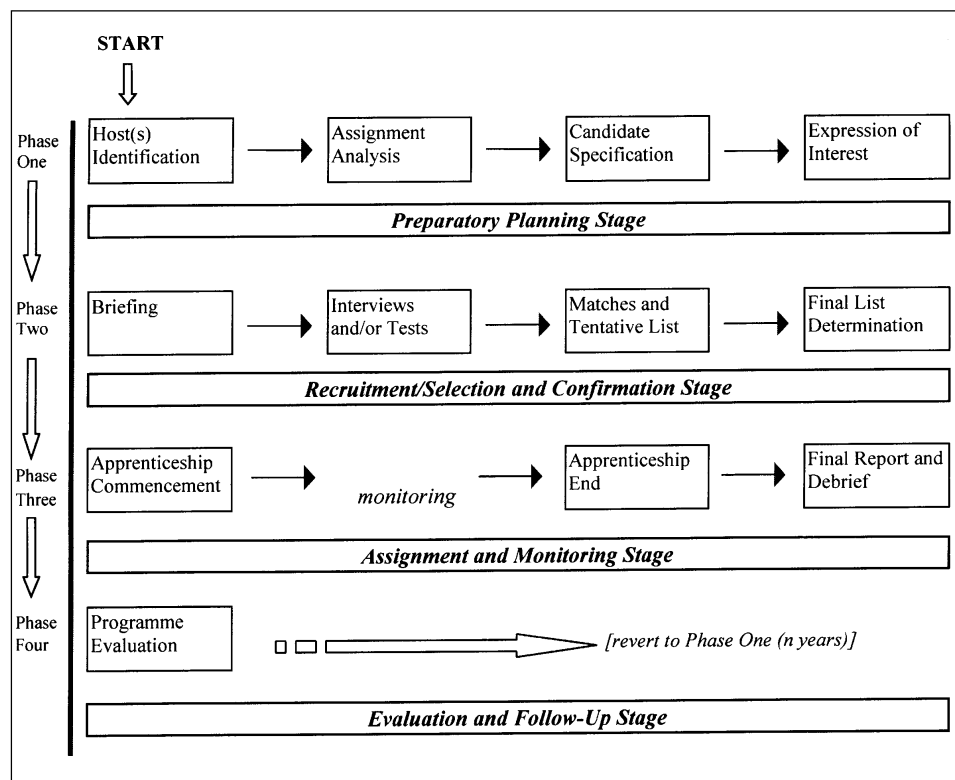 START
Phase
One
Host(s)
Identification
Assignment
Analysis
Candidate
Specification
Expression of
Interest
Preparatory Planning Stage
Phase
Two
Briefing
Interviews
and/or Tests
Matches and
Tentative List
Final List
Determination
Recruitment/Selection and Confirmation Stage
Phase
Three
Apprenticeship
Commencement
monitoring
Apprenticeship
End
Final Report and
Debrief
Assignment and Monitoring Stage
Phase
Four
Programme
Evaluation
[revert to Phase One (n years)]
Evaluation and Follow-Up Stage